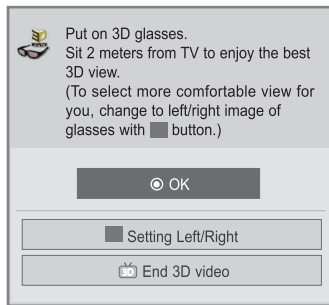 Put on 3D glasses.
Sit 2 meters from TV to enjoy the best
3D view.
(To select more comfortable view for
you, change to left/right image of
glasses with button.)
OK
Setting Left/Right
3D End 3D video